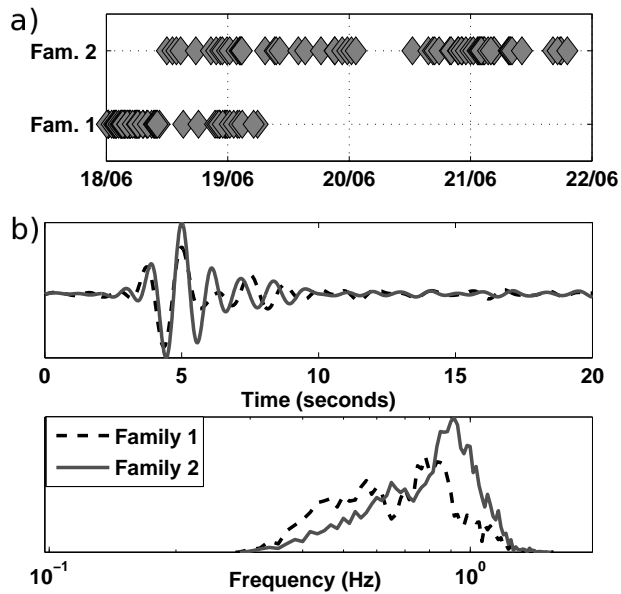 a)
Fam. 2
Fam. 1
18/06 19/06 20/06 21/06 22/06
b)
0 5 10 15 20
Time (seconds)
Family 1
Family 2
10⁻¹ 10⁰
Frequency (Hz)